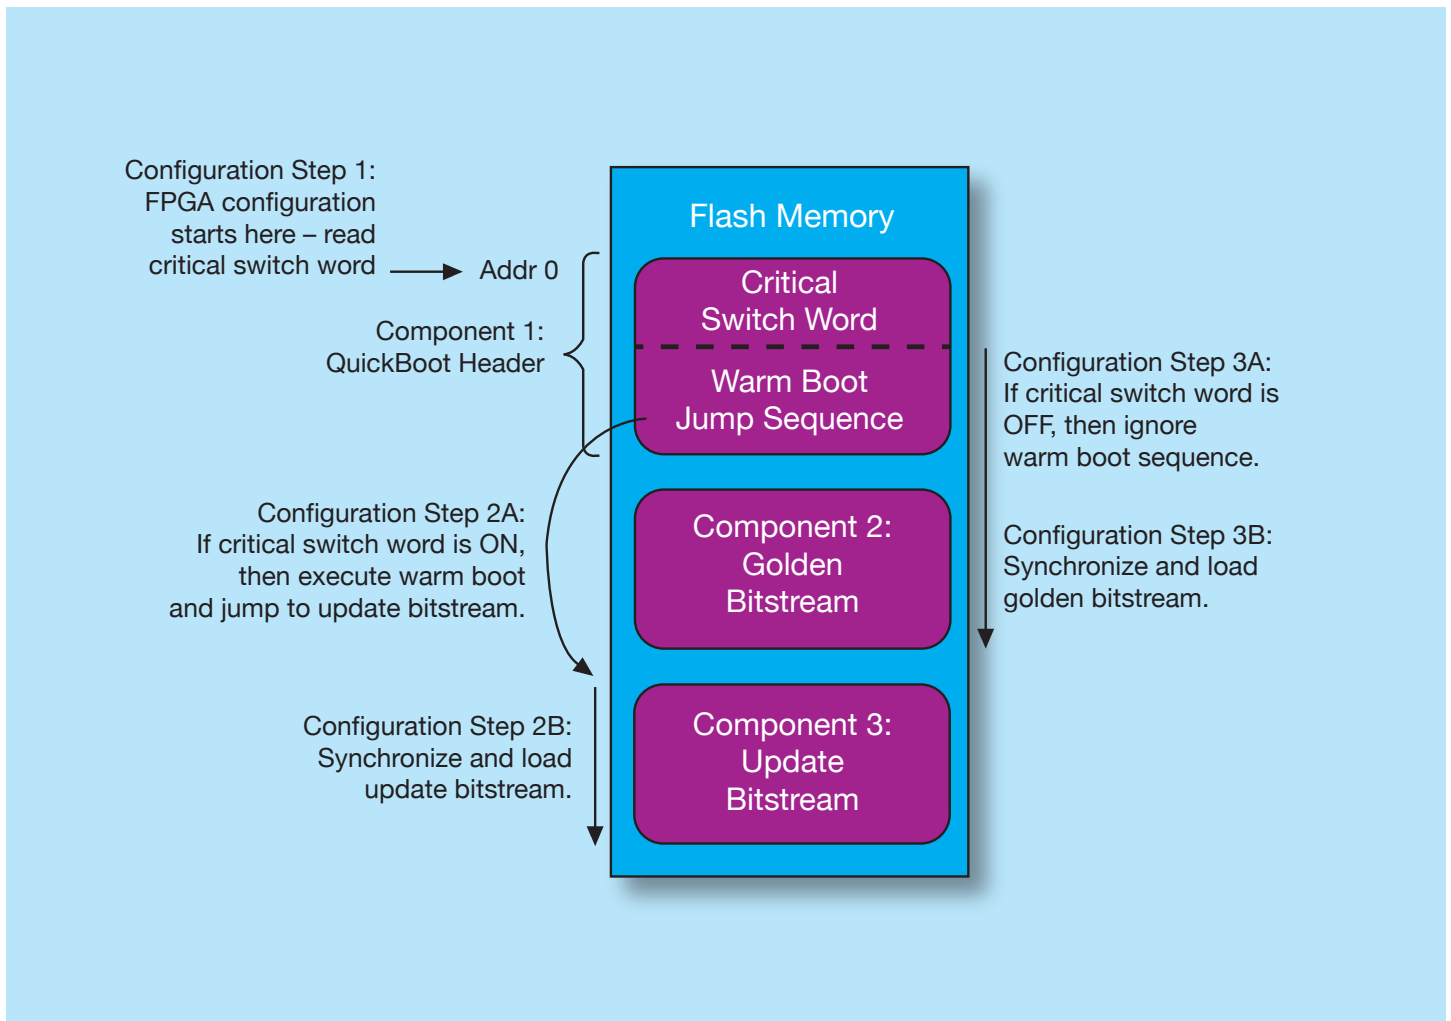 Configuration Step 1:
FPGA configuration
starts here – read
critical switch word
Addr 0
Component 1:
QuickBoot Header
Configuration Step 2A:
If critical switch word is ON,
then execute warm boot
and jump to update bitstream.
Configuration Step 2B:
Synchronize and load
update bitstream.
Flash Memory
Critical
Switch Word
Warm Boot
Jump Sequence
Component 2:
Golden
Bitstream
Component 3:
Update
Bitstream
Configuration Step 3A:
If critical switch word is
OFF, then ignore
warm boot sequence.
Configuration Step 3B:
Synchronize and load
golden bitstream.